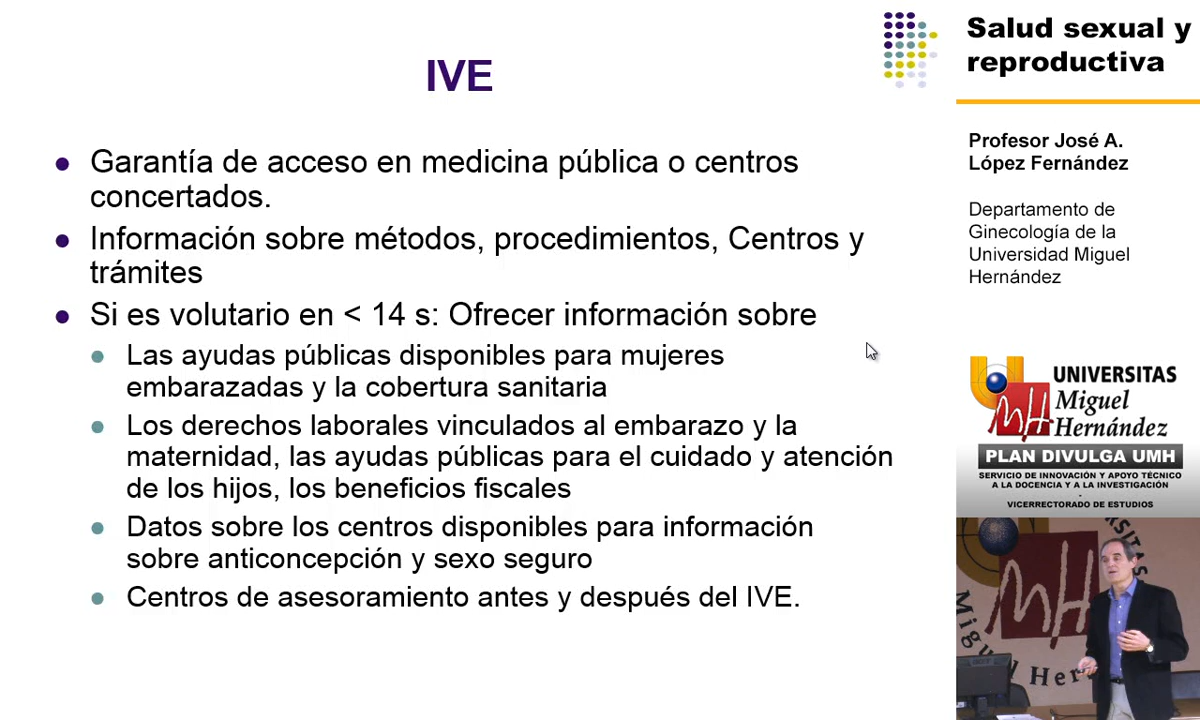 IVE
Garantía de acceso en medicina pública o centros
concertados.
Información sobre métodos, procedimientos, Centros y
trámites
Si es volutario en < 14 s: Ofrecer información sobre
Las ayudas públicas disponibles para mujeres
embarazadas y la cobertura sanitaria
Los derechos laborales vinculados al embarazo y la
maternidad, las ayudas públicas para el cuidado y atención
de los hijos, los beneficios fiscales
Datos sobre los centros disponibles para información
sobre anticoncepción y sexo seguro
Centros de asesoramiento antes y después del IVE.
Salud sexual y
reproductiva
Profesor José A.
López Fernández
Departamento de
Ginecología de la
Universidad Miguel
Hernández
UNIVERSITAS
Miguel
Hernández
PLAN DIVULGA UMH
SERVICIO DE INNOVACIÓN Y APOYO TÉCNICO
A LA DOCENCIA Y A LA INVESTIGACIÓN
-
VICERRECTORADO DE ESTUDIOS
MH
Miguel Her